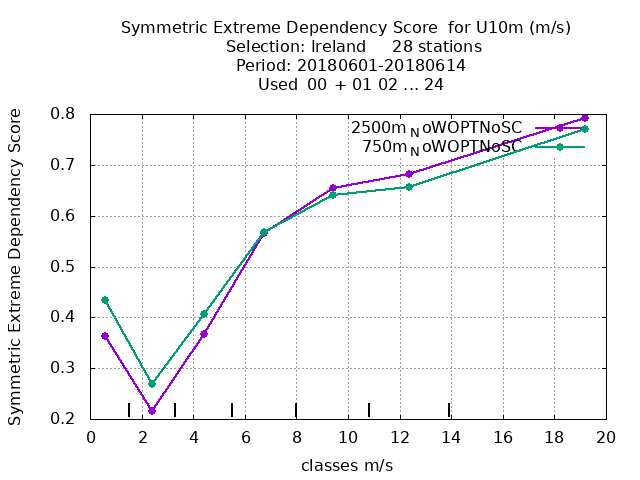 Symmetric Extreme Dependency Score for U10m (m/s)
Selection: Ireland 28 stations
Period: 20180601-20180614
Used 00 + 01 02 ... 24
Symmetric Extreme Dependency Score
0.8
0.7
0.6
0.5
0.4
0.3
0.2
2500m_NoWOPTNoSC
750m_NoWOPTNoSC
0 2 4 6 8 10 12 14 16 18 20
classes m/s